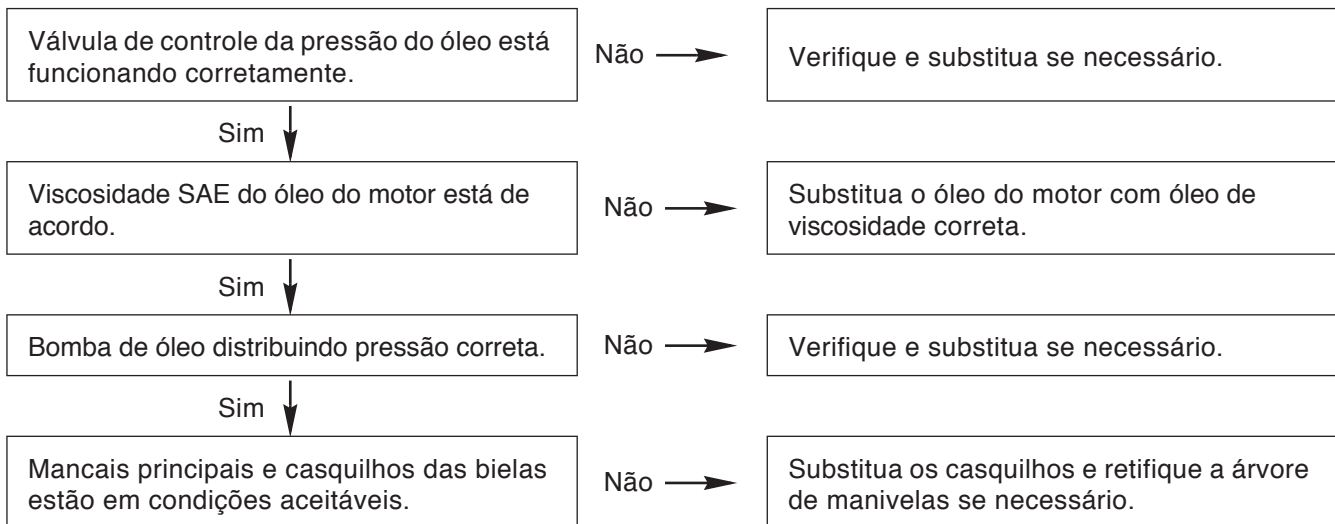 Válvula de controle da pressão do óleo está
funcionando corretamente.
Não
Verifique e substitua se necessário.
Sim
Viscosidade SAE do óleo do motor está de
acordo.
Não
Substitua o óleo do motor com óleo de
viscosidade correta.
Sim
Bomba de óleo distribuindo pressão correta.
Não
Verifique e substitua se necessário.
Sim
Mancais principais e casquilhos das bielas
estão em condições aceitáveis.
Não
Substitua os casquilhos e retifique a árvore
de manivelas se necessário.